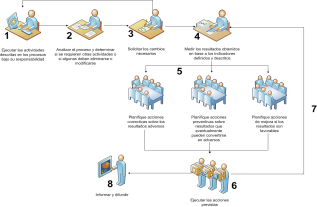 1
2
3
4
Ejecutar las actividades
descritas en los procesos
bajo su responsabilidad
Analizar el proceso y determinar
si se requieren otras actividades o
si algunas deben eliminarse o
modificarse
Solicitar los cambios
necesarios
Medir los resultados obtenidos
en base a los indicadores
definidos y descritos
5
7
Planifique acciones
correctivas sobre los
resultados adversos
Planifique acciones
preventivas sobre
resultados que
eventualmente
pueden convertirse
en adversos
Planifique acciones
de mejora si los
resultados son
favorables
8
6
Informar y difundir
Ejecutar las acciones
previstas